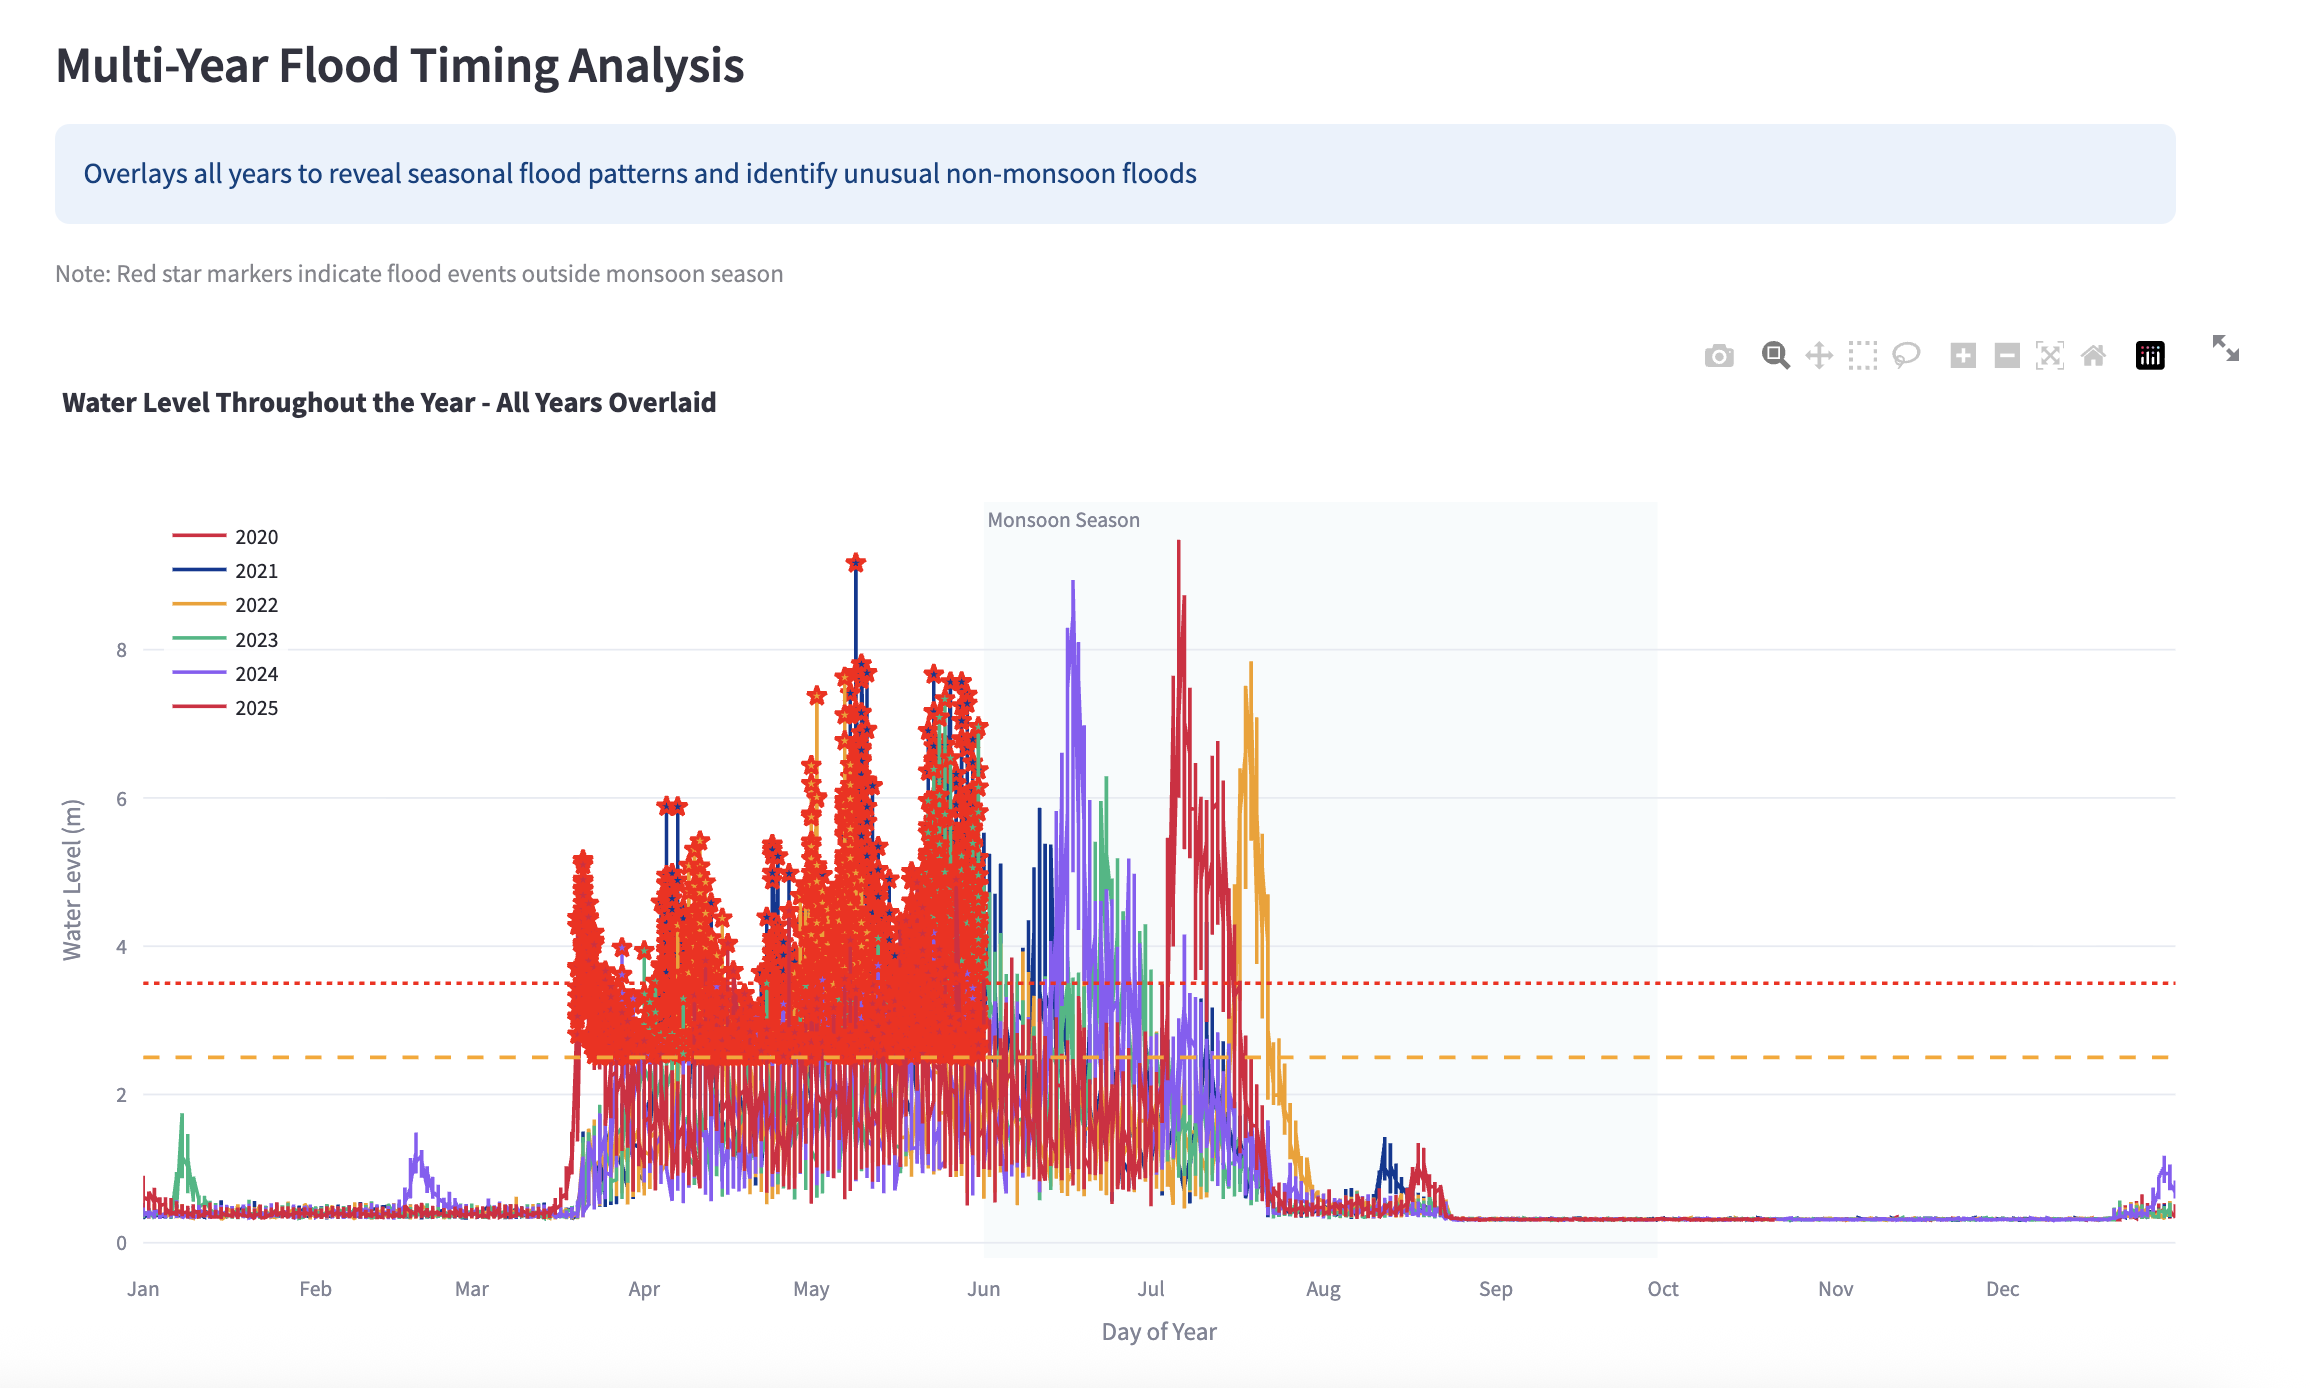 Multi-Year Flood Timing Analysis
Overlays all years to reveal seasonal flood patterns and identify unusual non-monsoon floods
Note: Red star markers indicate flood events outside monsoon season
Water Level Throughout the Year - All Years Overlaid
Monsoon Season
2020
2021
2022
2023
2024
2025
Water Level (m)
8
6
4
2
0
Jan Feb Mar Apr May Jun Jul Aug Sep Oct Nov Dec
Day of Year